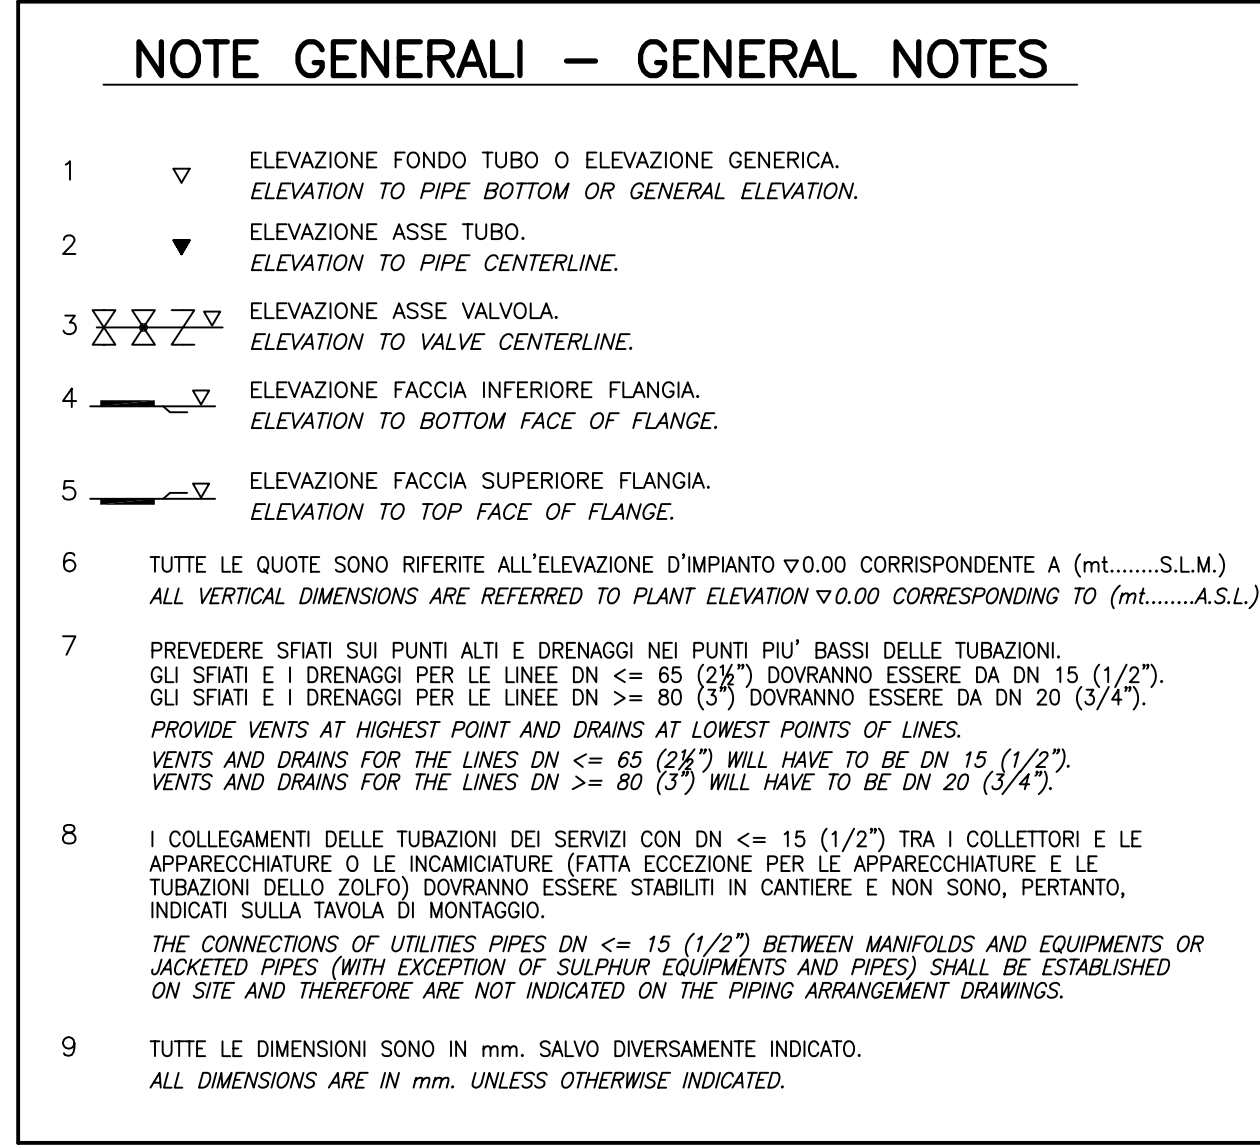 NOTE GENERALI – GENERAL NOTES
1 ▽ ELEVAZIONE FONDO TUBO O ELEVAZIONE GENERICA.
ELEVATION TO PIPE BOTTOM OR GENERAL ELEVATION.
2 ▼ ELEVAZIONE ASSE TUBO.
ELEVATION TO PIPE CENTERLINE.
3 ELEVAZIONE ASSE VALVOLA.
ELEVATION TO VALVE CENTERLINE.
4 ELEVAZIONE FACCIA INFERIORE FLANGIA.
ELEVATION TO BOTTOM FACE OF FLANGE.
5 ELEVAZIONE FACCIA SUPERIORE FLANGIA.
ELEVATION TO TOP FACE OF FLANGE.
6 TUTTE LE QUOTE SONO RIFERITE ALL'ELEVAZIONE D'IMPIANTO ▽0.00 CORRISPONDENTE A (mt........S.L.M.)
ALL VERTICAL DIMENSIONS ARE REFERRED TO PLANT ELEVATION ▽0.00 CORRESPONDING TO (mt........A.S.L.)
7 PREVEDERE SFIATI SUI PUNTI ALTI E DRENAGGI NEI PUNTI PIU' BASSI DELLE TUBAZIONI.
GLI SFIATI E I DRENAGGI PER LE LINEE DN <= 65 (2½") DOVRANNO ESSERE DA DN 15 (1/2").
GLI SFIATI E I DRENAGGI PER LE LINEE DN >= 80 (3") DOVRANNO ESSERE DA DN 20 (3/4").
PROVIDE VENTS AT HIGHEST POINT AND DRAINS AT LOWEST POINTS OF LINES.
VENTS AND DRAINS FOR THE LINES DN <= 65 (2½") WILL HAVE TO BE DN 15 (1/2").
VENTS AND DRAINS FOR THE LINES DN >= 80 (3") WILL HAVE TO BE DN 20 (3/4").
8 I COLLEGAMENTI DELLE TUBAZIONI DEI SERVIZI CON DN <= 15 (1/2") TRA I COLLETTORI E LE
APPARECCHIATURE O LE INCAMICIATURE (FATTA ECCEZIONE PER LE APPARECCHIATURE E LE
TUBAZIONI DELLO ZOLFO) DOVRANNO ESSERE STABILITI IN CANTIERE E NON SONO, PERTANTO,
INDICATI SULLA TAVOLA DI MONTAGGIO.
THE CONNECTIONS OF UTILITIES PIPES DN <= 15 (1/2") BETWEEN MANIFOLDS AND EQUIPMENTS OR
JACKETED PIPES (WITH EXCEPTION OF SULPHUR EQUIPMENTS AND PIPES) SHALL BE ESTABLISHED
ON SITE AND THEREFORE ARE NOT INDICATED ON THE PIPING ARRANGEMENT DRAWINGS.
9 TUTTE LE DIMENSIONI SONO IN mm. SALVO DIVERSAMENTE INDICATO.
ALL DIMENSIONS ARE IN mm. UNLESS OTHERWISE INDICATED.